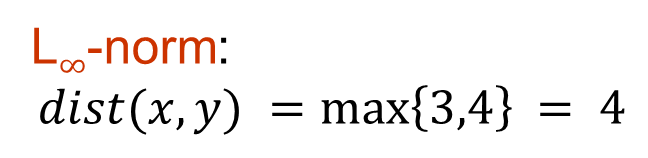 L∞-norm:
dist(x, y) = max{3,4} = 4